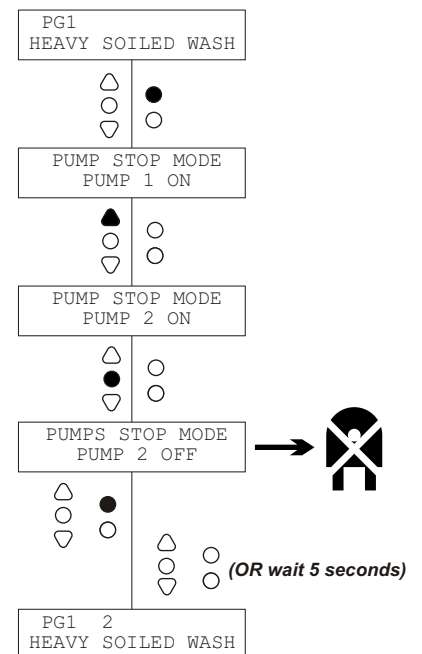 PG1
HEAVY SOILED WASH
PUMP STOP MODE
PUMP 1 ON
PUMP STOP MODE
PUMP 2 ON
PUMPS STOP MODE
PUMP 2 OFF
(OR wait 5 seconds)
PG1 2
HEAVY SOILED WASH